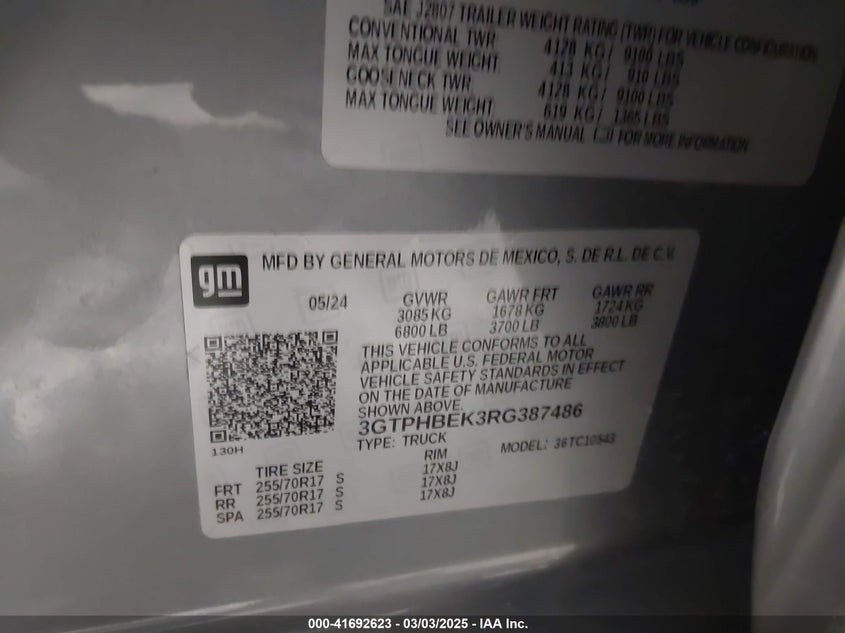 SAE J2807 TRAILER WEIGHT RATING (TWR) FOR VEHICLE CONFIGURATION
CONVENTIONAL TWR 4128 KG/ 9100 LBS
MAX TONGUE WEIGHT 413 KG/ 910 LBS
GOOSENECK TWR 4128 KG/ 9100 LBS
MAX TONGUE WEIGHT 619 KG/ 1365 LBS
SEE OWNER'S MANUAL FOR MORE INFORMATION
gm
MFD BY GENERAL MOTORS DE MEXICO, S. DE R.L. DE C.V.
05/24 GVWR GAWR FRT GAWR RR
3085 KG 1678 KG 1724 KG
6800 LB 3700 LB 3800 LB
THIS VEHICLE CONFORMS TO ALL
APPLICABLE U.S. FEDERAL MOTOR
VEHICLE SAFETY STANDARDS IN EFFECT
ON THE DATE OF MANUFACTURE
SHOWN ABOVE.
3GTPHBEK3RG387486
TYPE: TRUCK MODEL: 36TC10543
130H
TIRE SIZE RIM
FRT 255/70R17 S 17X8J
RR 255/70R17 S 17X8J
SPA 255/70R17 S 17X8J
000-41692623 - 03/03/2025 - IAA Inc.